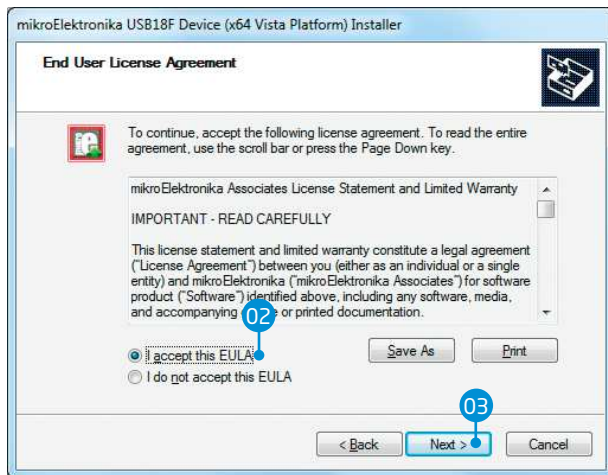 mikroElektronika USB18F Device (x64 Vista Platform) Installer
End User License Agreement
To continue, accept the following license agreement. To read the entire
agreement, use the scroll bar or press the Page Down key.
mikroElektronika Associates License Statement and Limited Warranty
IMPORTANT - READ CAREFULLY
This license statement and limited warranty constitute a legal agreement
("License Agreement") between you (either as an individual or a single
entity) and mikroElektronika ("mikroElektronika Associates") for software
product ("Software") identified above, including any software, media,
and accompanying or printed documentation.
02
I accept this EULA
Save As
Print
I do not accept this EULA
03
< Back
Next >
Cancel